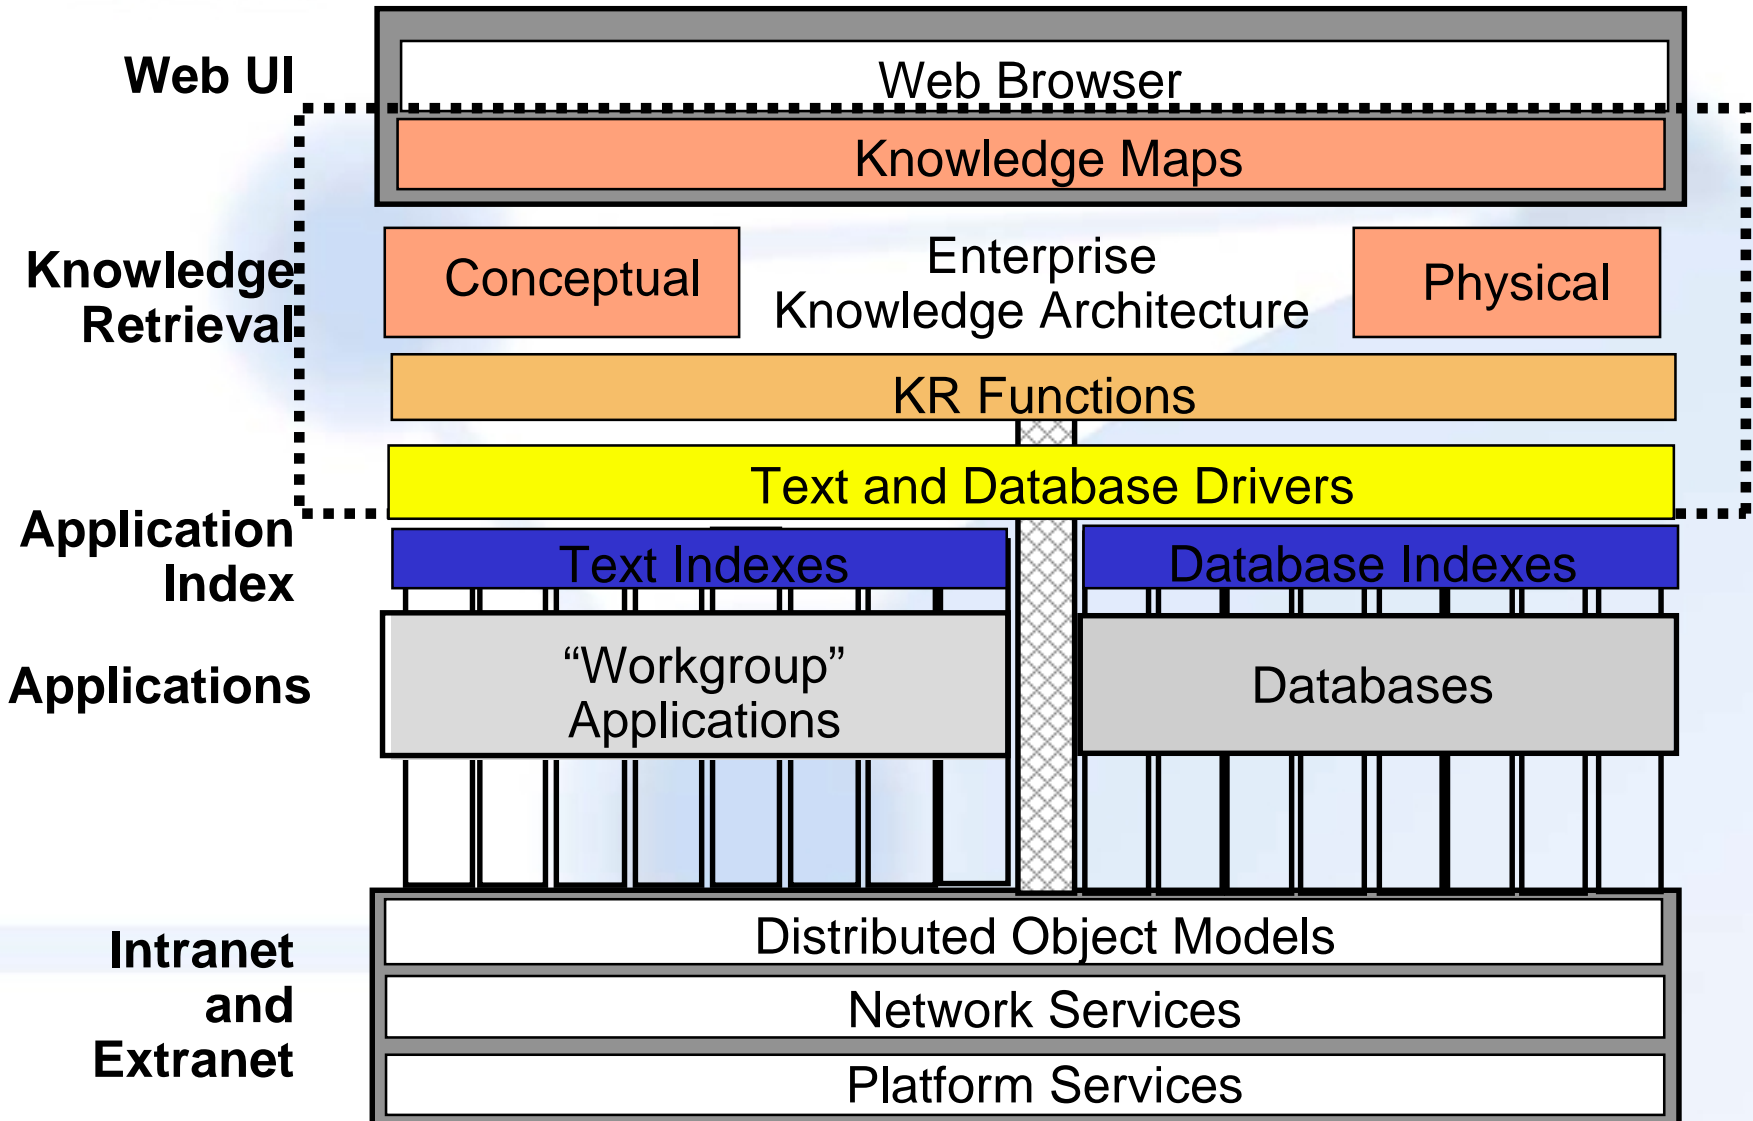 Web UI
Web Browser
Knowledge Maps
Knowledge
Retrieval
Conceptual
Enterprise
Knowledge Architecture
Physical
KR Functions
Text and Database Drivers
Application
Index
Text Indexes
Database Indexes
Applications
“Workgroup”
Applications
Databases
Intranet
and
Extranet
Distributed Object Models
Network Services
Platform Services